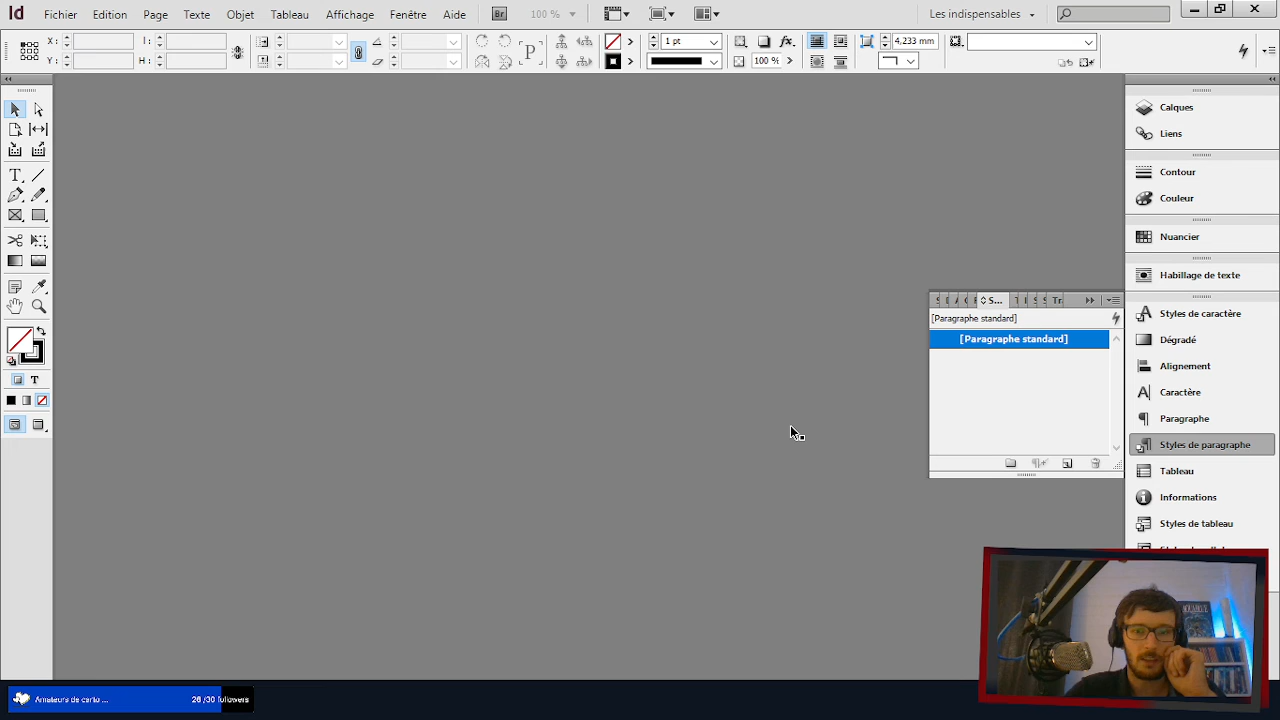 Id Fichier Edition Page Texte Objet Tableau Affichage Fenêtre Aide Br 100 % Les indispensables
X: L: 1 pt 4,233 mm
Y: H: P 100 %
Calques
Liens
Contour
Couleur
Nuancier
Habillage de texte
S... Tr.
[Paragraphe standard]
[Paragraphe standard]
Styles de caractère
Dégradé
Alignement
Caractère
Paragraphe
Styles de paragraphe
Tableau
Informations
Styles de tableau
Amateurs de carto ... 26 /30 followers